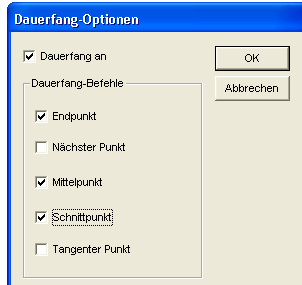 Dauerfang-Optionen
Dauerfang an
OK
Abbrechen
Dauerfang-Befehle
Endpunkt
Nächster Punkt
Mittelpunkt
Schnittpunkt
Tangenter Punkt